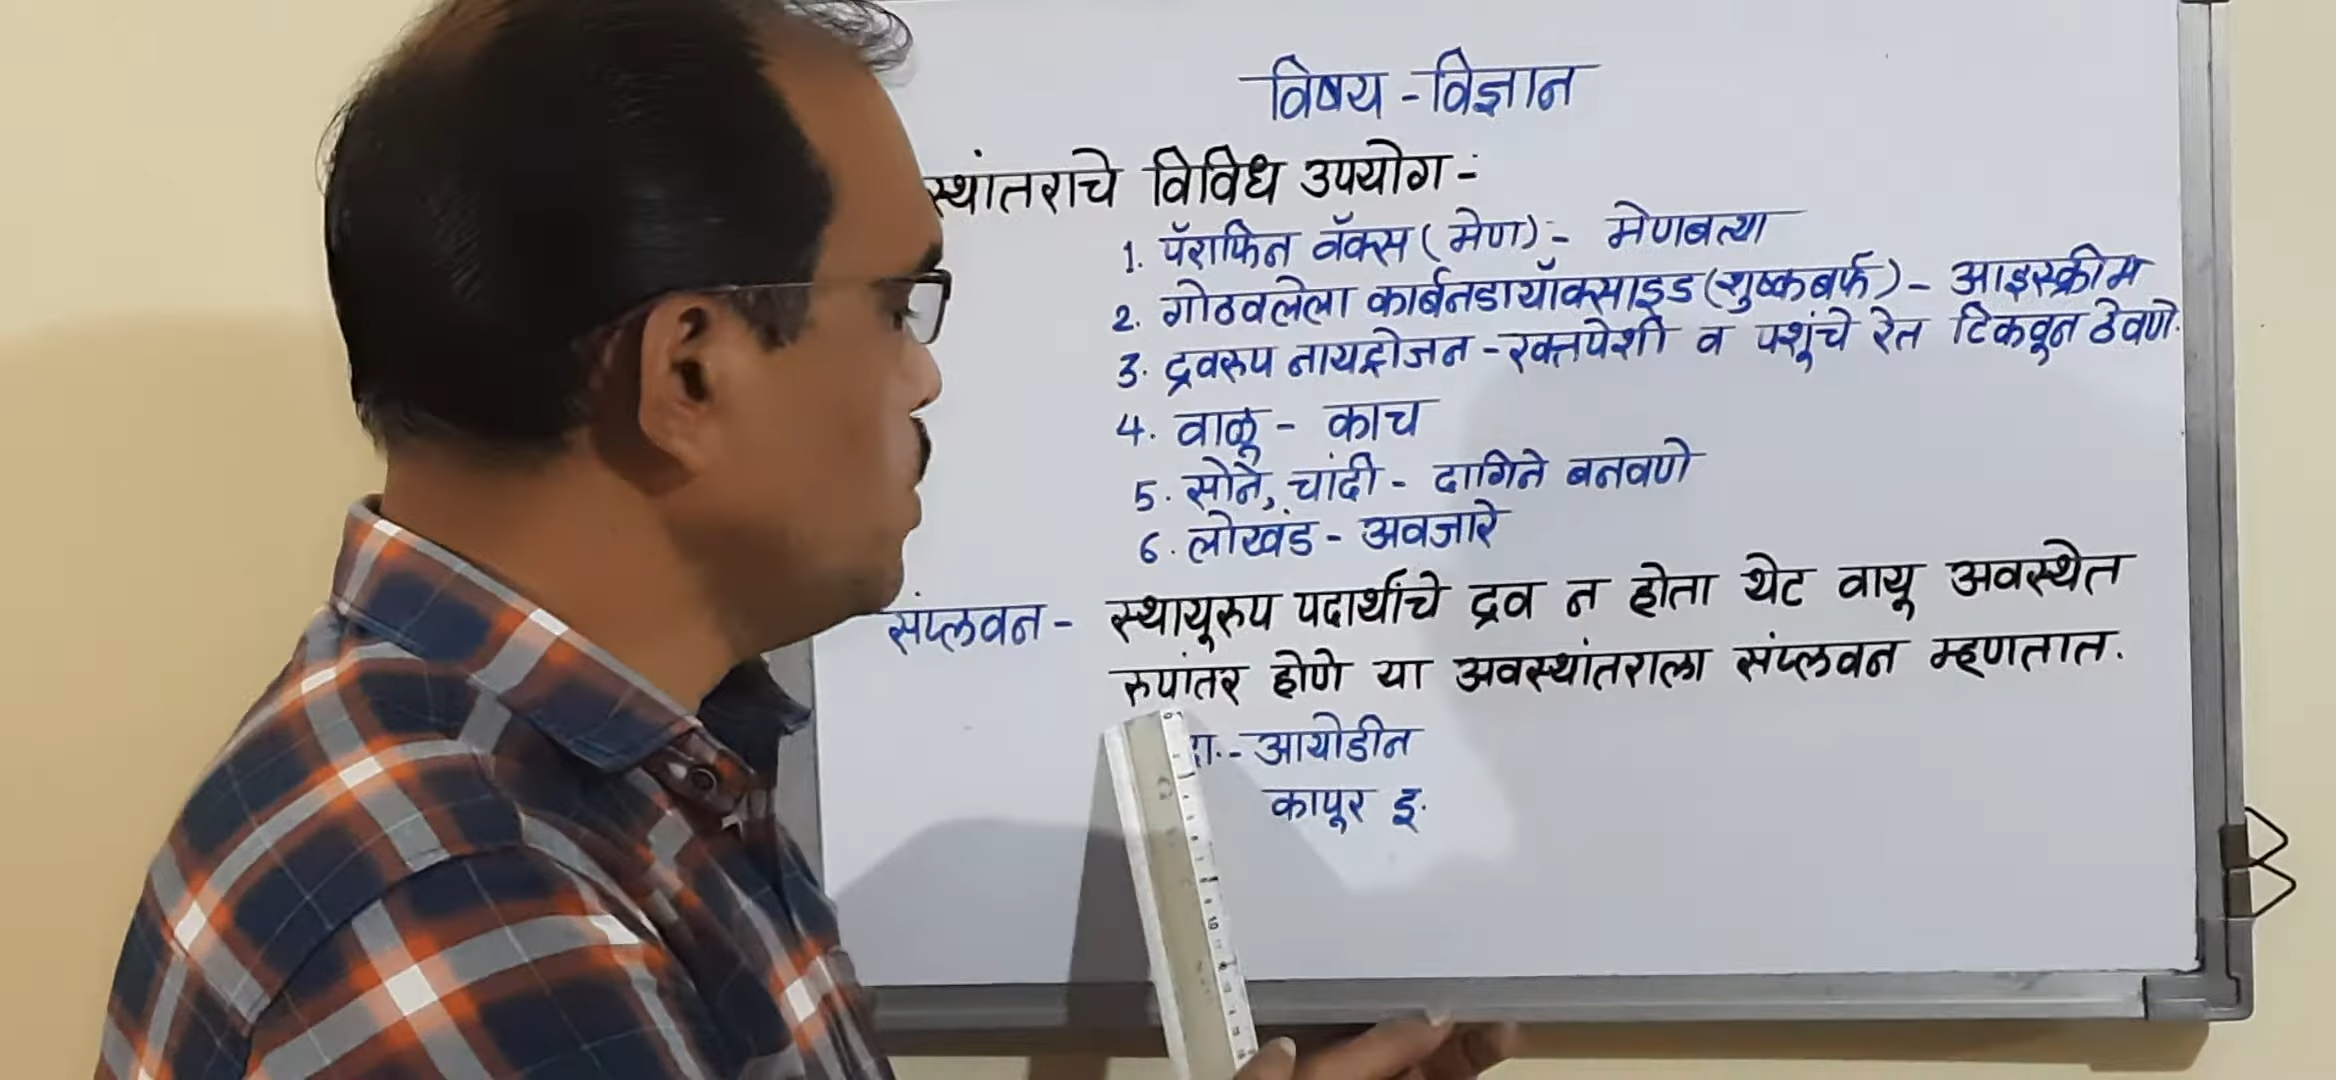 विषय - विज्ञान
स्थांतराचे विविध उपयोग -
1. पॅराफिन वॅक्स (मेण) :- मेणबत्या
2. गोठवलेला कार्बनडायॉक्साइड (शुष्कबर्फ) - आइस्क्रीम
3. द्रवरुप नायट्रोजन - रक्तपेशी व पशूंचे रेत टिकवून ठेवणे.
4. वाळू - काच
5. सोने, चांदी - दागिने बनवणे
6. लोखंड - अवजारे
संप्लवन - स्थायूरुप पदार्थांचे द्रव न होता थेट वायू अवस्थेत
रुपांतर होणे या अवस्थांतराला संप्लवन म्हणतात.
दा. - आयोडीन
कापूर इ.